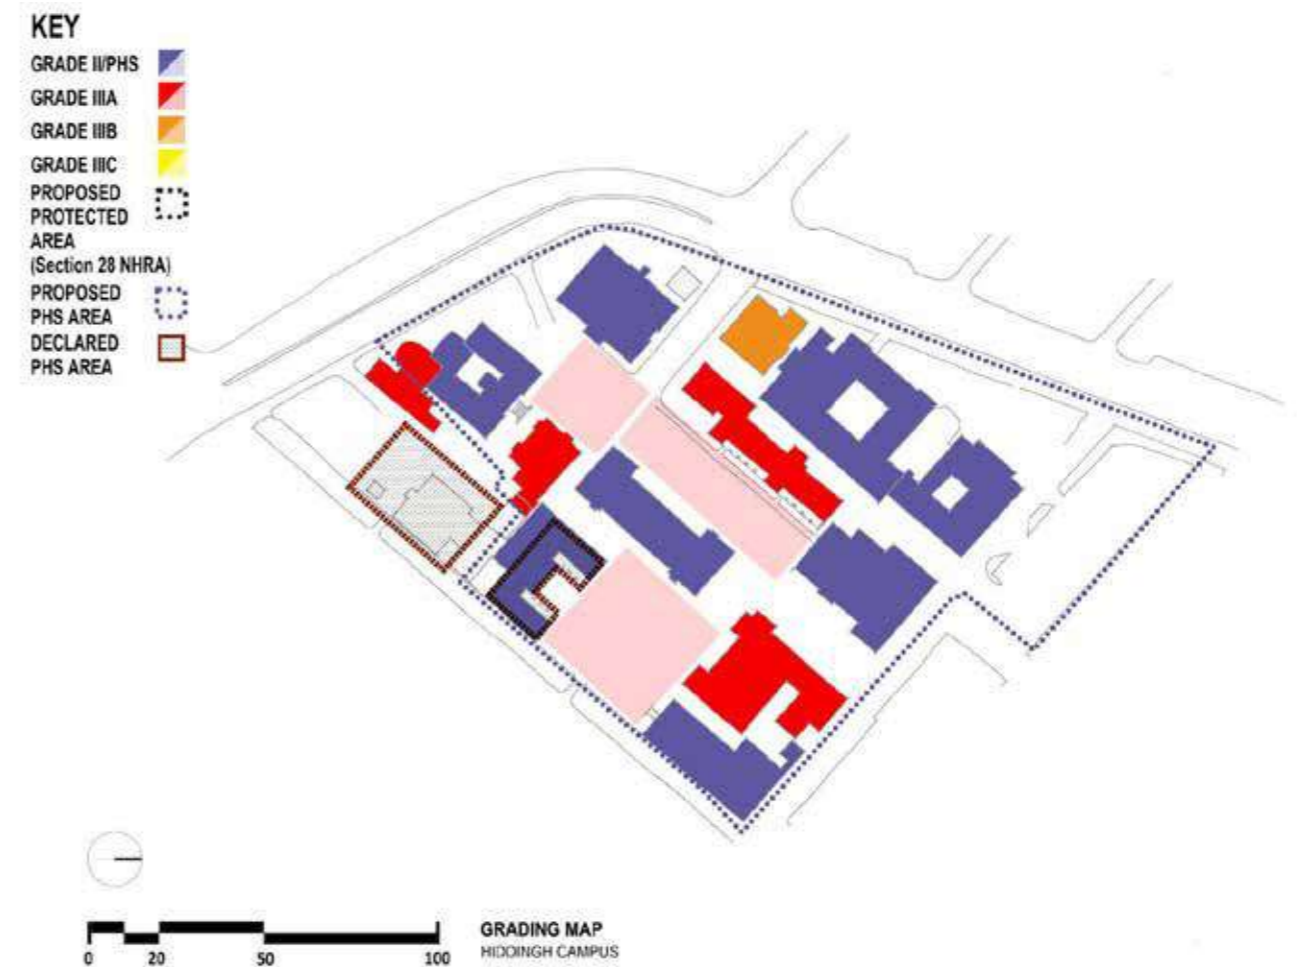 KEY
GRADE II/PHS
GRADE IIIA
GRADE IIIB
GRADE IIIC
PROPOSED
PROTECTED
AREA
(Section 28 NHRA)
PROPOSED
PHS AREA
DECLARED
PHS AREA
0 20 50 100
GRADING MAP
HIDDINGH CAMPUS